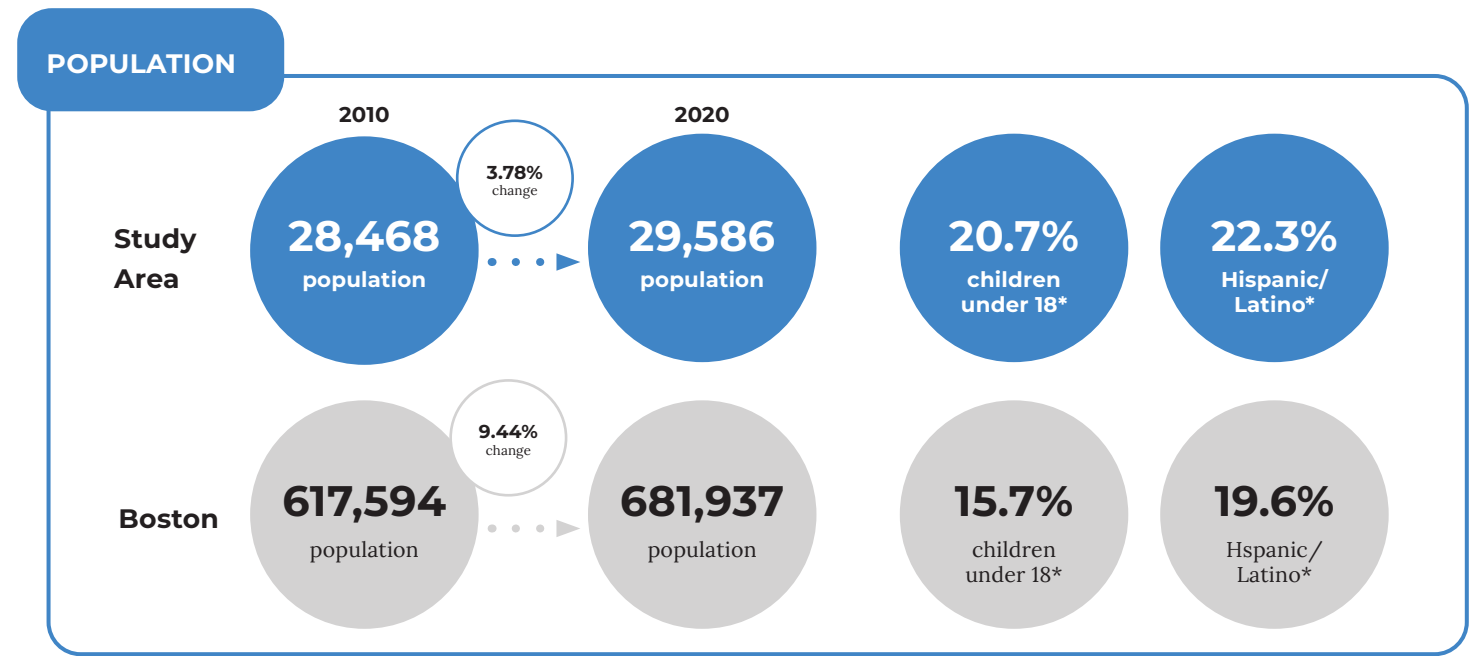 POPULATION
2010
2020
3.78%
change
Study
Area
28,468
population
29,586
population
20.7%
children
under 18*
22.3%
Hispanic/
Latino*
9.44%
change
Boston
617,594
population
681,937
population
15.7%
children
under 18*
19.6%
Hspanic/
Latino*